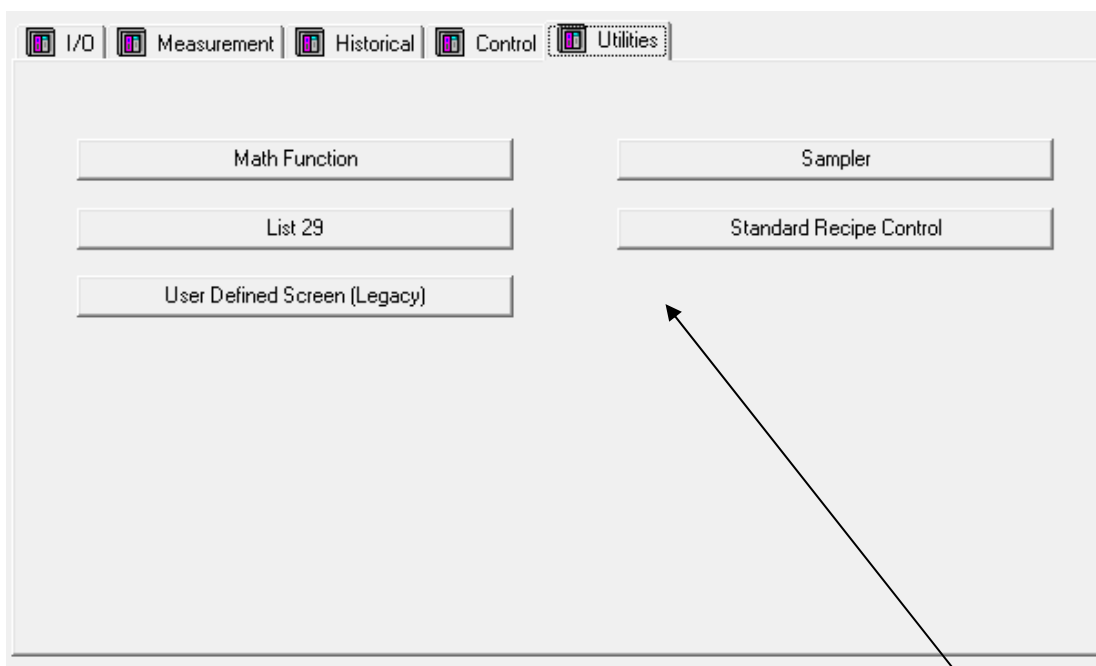 I/O Measurement Historical Control Utilities
Math Function Sampler
List 29 Standard Recipe Control
User Defined Screen (Legacy)